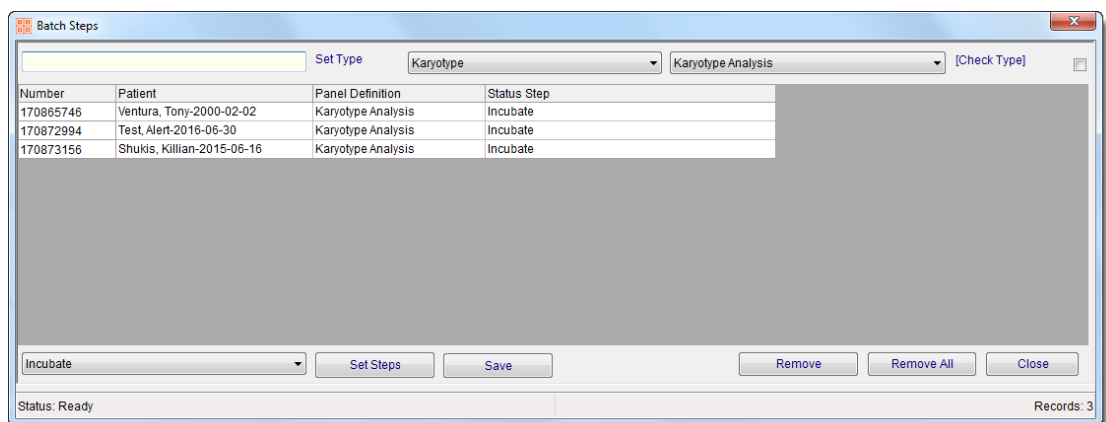 Batch Steps
Set Type Karyotype Karyotype Analysis [Check Type]
Number Patient Panel Definition Status Step
170865746 Ventura, Tony-2000-02-02 Karyotype Analysis Incubate
170872994 Test, Alert-2016-06-30 Karyotype Analysis Incubate
170873156 Shukis, Killian-2015-06-16 Karyotype Analysis Incubate
Incubate Set Steps Save Remove Remove All Close
Status: Ready Records: 3